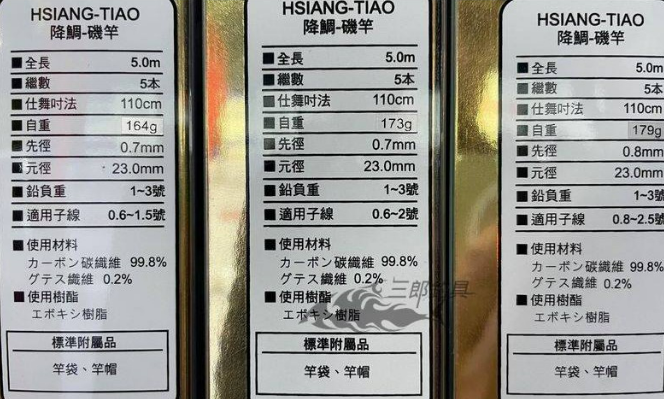 HSIANG-TIAO
降鯛-磯竿
■全長 5.0m
■繼數 5本
■仕舞吋法 110cm
■自重 164g
■先徑 0.7mm
■元徑 23.0mm
■鉛負重 1~3號
■適用子線 0.6~1.5號
■使用材料
カーボン碳纖維 99.8%
グテス纖維 0.2%
■使用樹酯
エポキシ樹脂
標準附屬品
竿袋、竿帽
HSIANG-TIAO
降鯛-磯竿
■全長 5.0m
■繼數 5本
■仕舞吋法 110cm
■自重 173g
■先徑 0.7mm
■元徑 23.0mm
■鉛負重 1~3號
■適用子線 0.6~2號
■使用材料
カーボン碳纖維 99.8%
グテス纖維 0.2%
■使用樹酯
エポキシ樹脂
標準附屬品
竿袋、竿帽
三郎釣具
HSIANG-TIAO
降鯛-磯竿
■全長 5.0m
■繼數 5本
■仕舞吋法 110cm
■自重 179g
■先徑 0.8mm
■元徑 23.0mm
■鉛負重 1~3號
■適用子線 0.8~2.5號
■使用材料
カーボン碳纖維 99.8%
グテス纖維 0.2%
■使用樹酯
エポキシ樹脂
標準附屬品
竿袋、竿帽